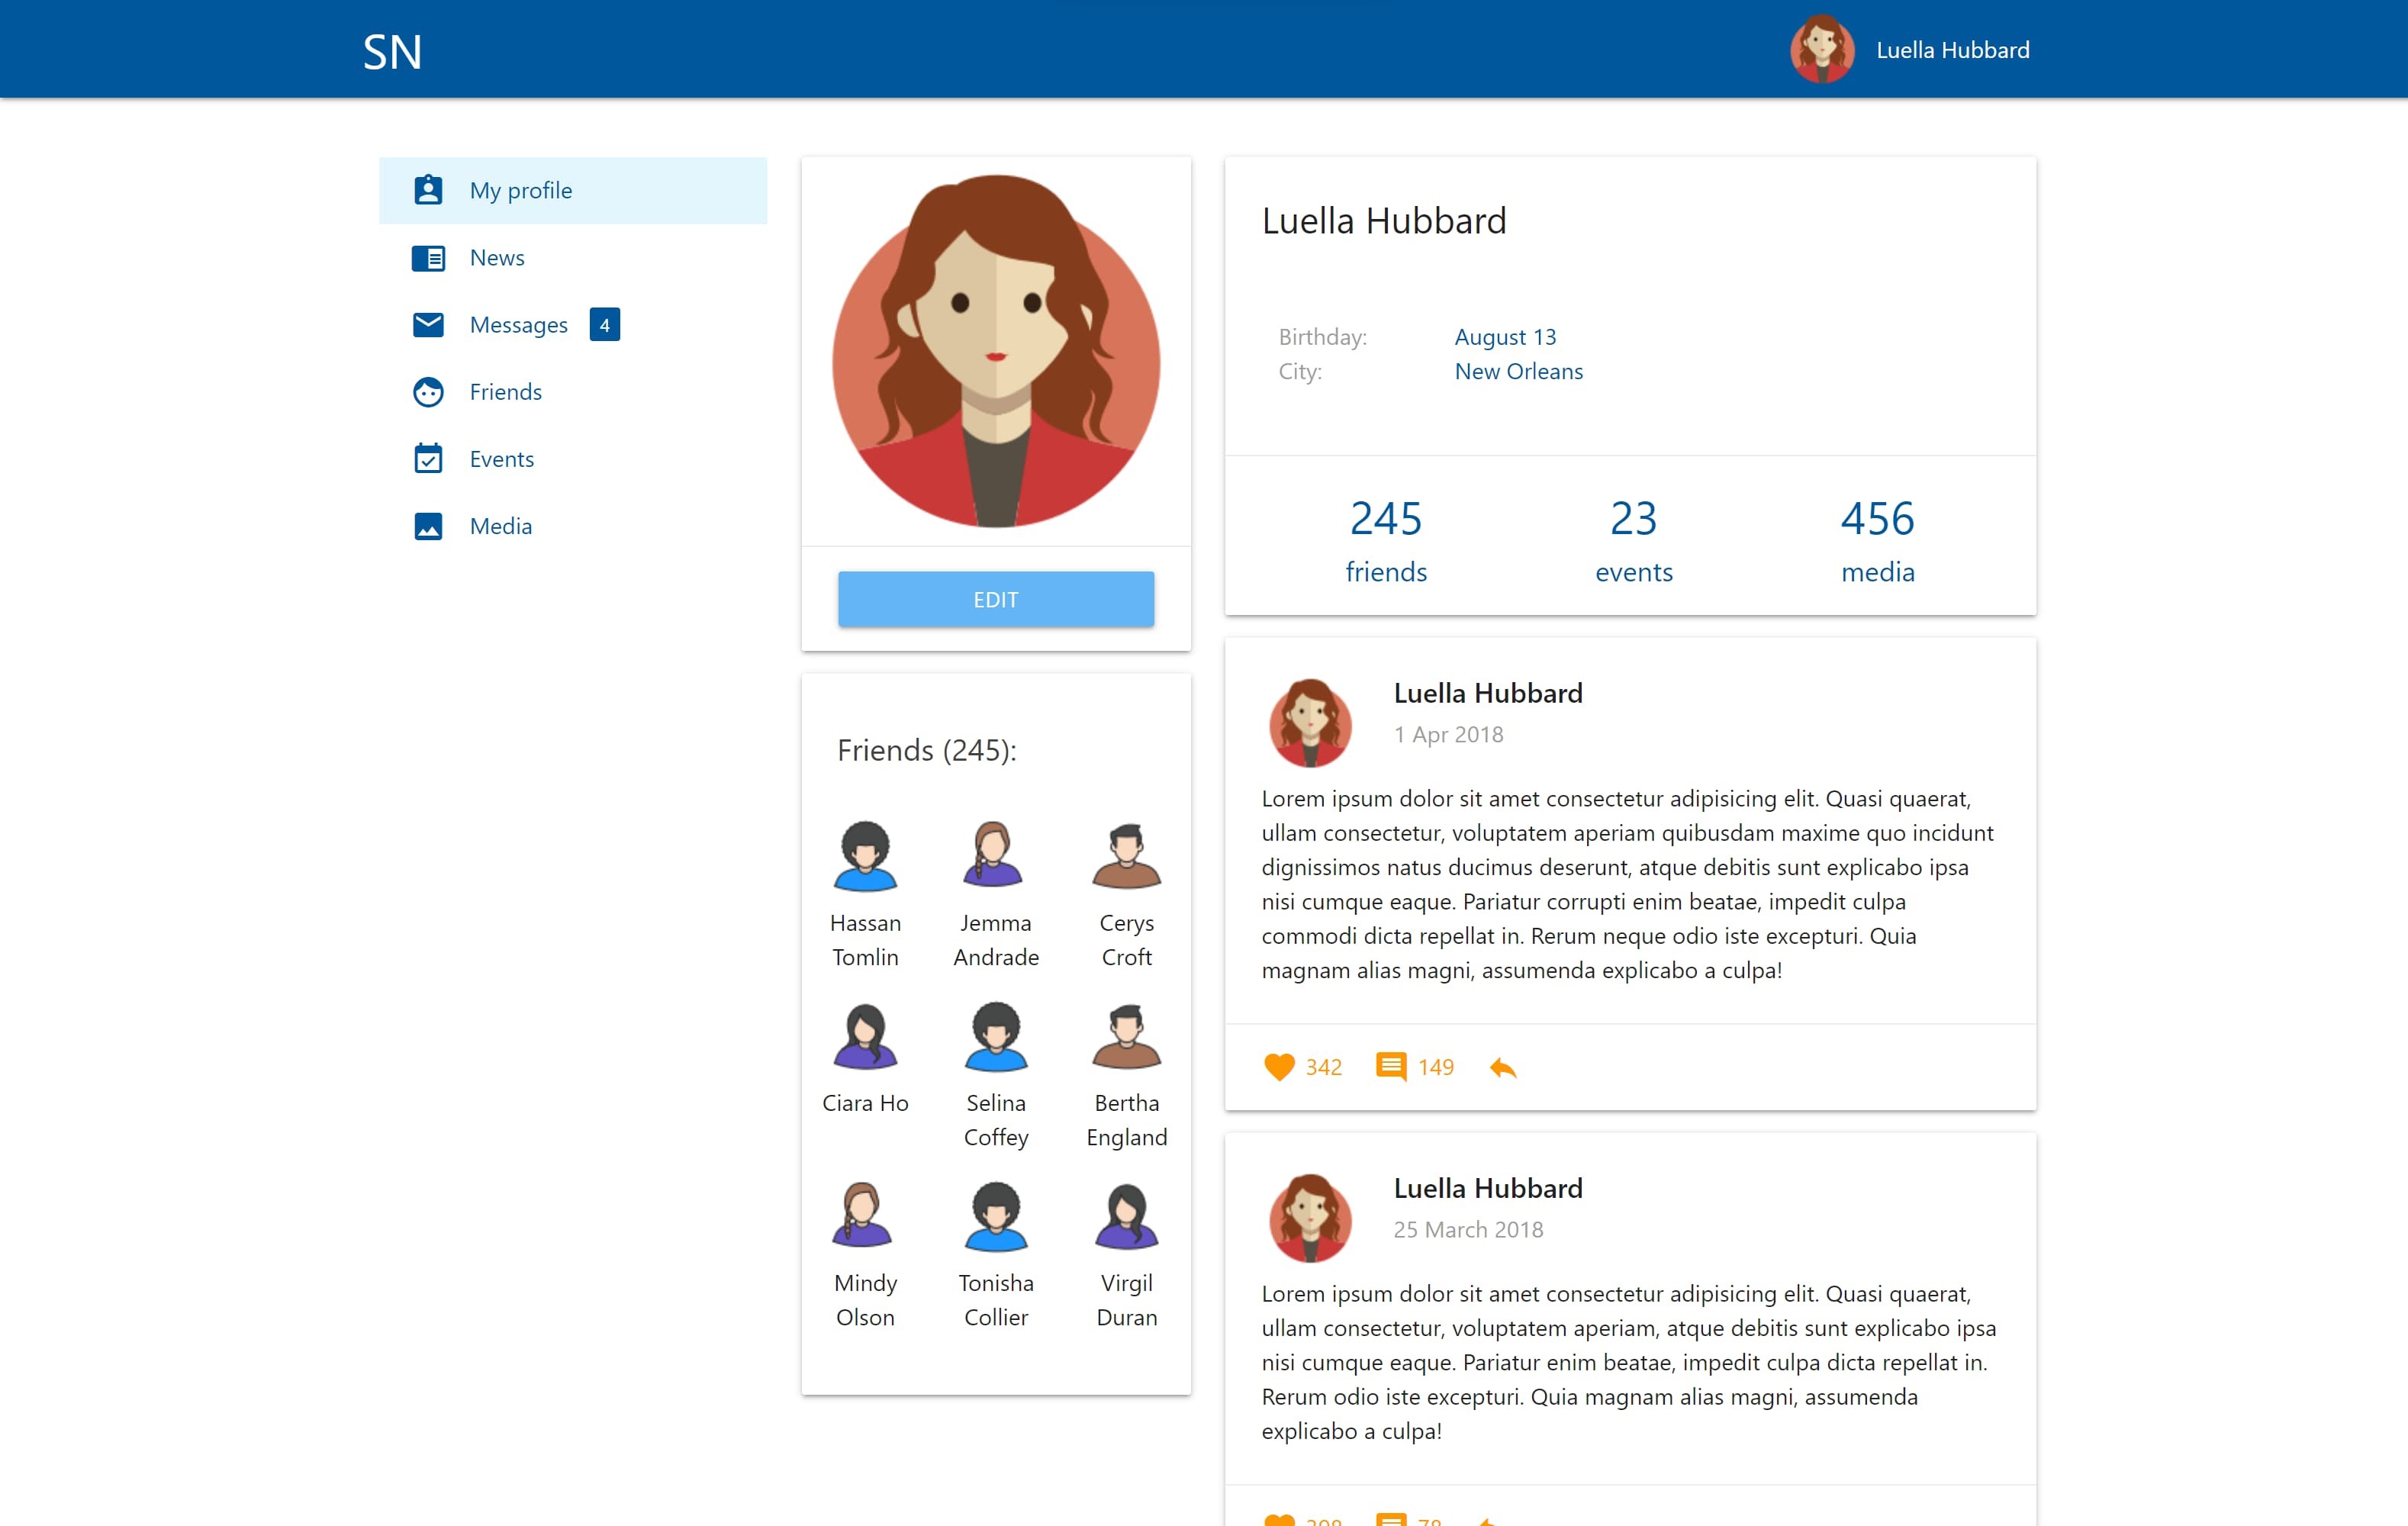 SN
Luella Hubbard
My profile
News
Messages 4
Friends
Events
Media
EDIT
Friends (245):
Hassan
Tomlin
Jemma
Andrade
Cerys
Croft
Ciara Ho
Selina
Coffey
Bertha
England
Mindy
Olson
Tonisha
Collier
Virgil
Duran
Luella Hubbard
Birthday: August 13
City: New Orleans
245 23 456
friends events media
Luella Hubbard
1 Apr 2018
Lorem ipsum dolor sit amet consectetur adipisicing elit. Quasi quaerat,
ullam consectetur, voluptatem aperiam quibusdam maxime quo incidunt
dignissimos natus ducimus deserunt, atque debitis sunt explicabo ipsa
nisi cumque eaque. Pariatur corrupti enim beatae, impedit culpa
commodi dicta repellat in. Rerum neque odio iste excepturi. Quia
magnam alias magni, assumenda explicabo a culpa!
342 149
Luella Hubbard
25 March 2018
Lorem ipsum dolor sit amet consectetur adipisicing elit. Quasi quaerat,
ullam consectetur, voluptatem aperiam, atque debitis sunt explicabo ipsa
nisi cumque eaque. Pariatur enim beatae, impedit culpa dicta repellat in.
Rerum odio iste excepturi. Quia magnam alias magni, assumenda
explicabo a culpa!